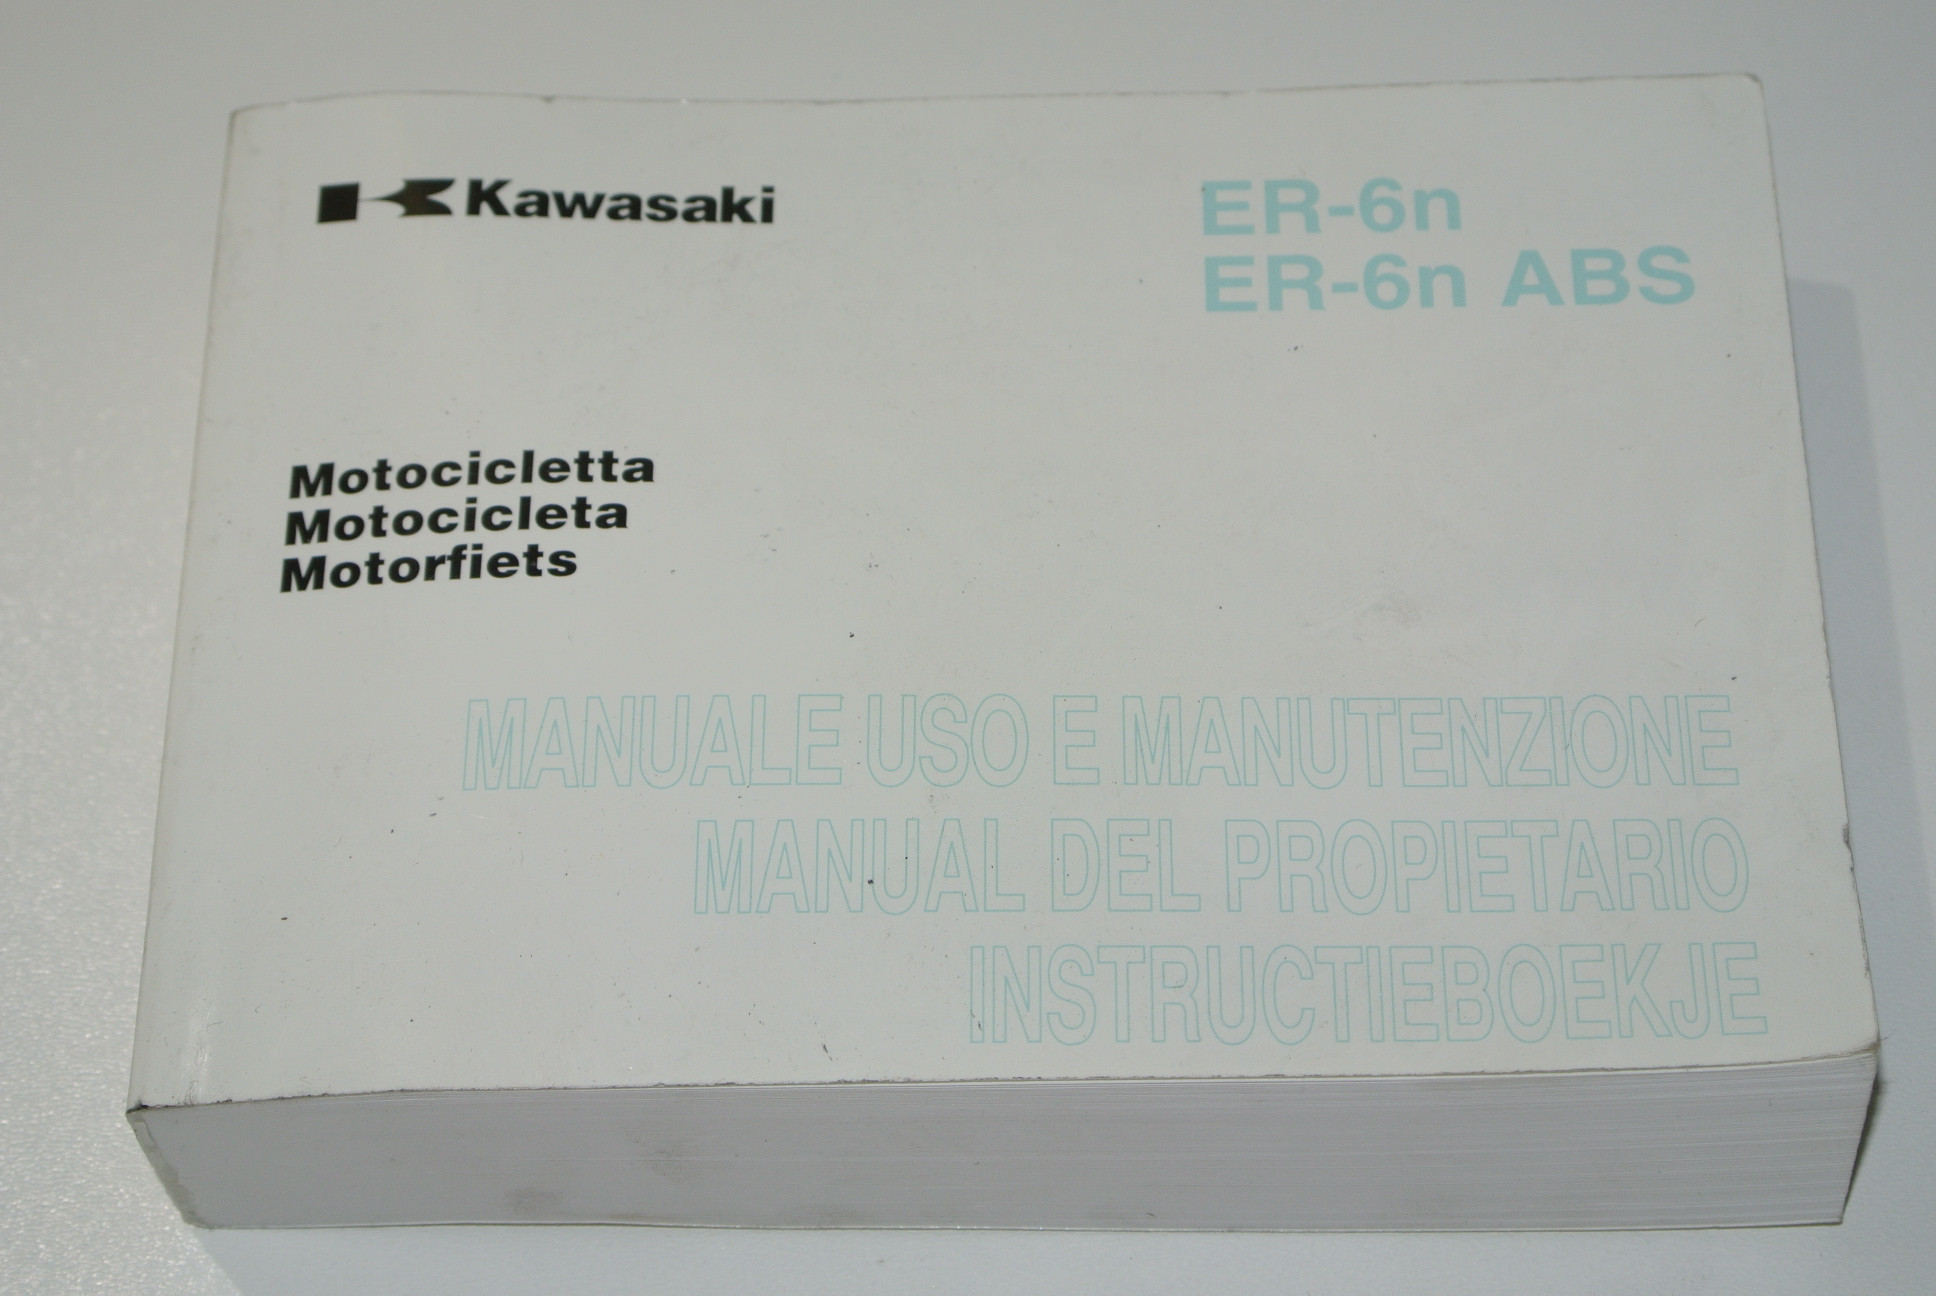 Kawasaki
ER-6n
ER-6n ABS
Motocicletta
Motocicleta
Motorfiets
MANUALE USO E MANUTENZIONE
MANUAL DEL PROPIETARIO
INSTRUCTIEBOEKJE